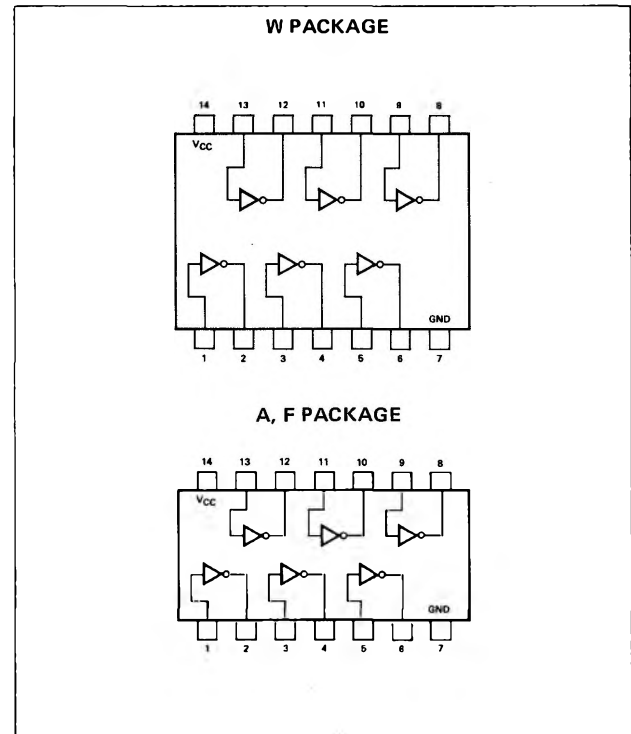 W PACKAGE
14 13 12 11 10 9 8
VCC
GND
1 2 3 4 5 6 7
A, F PACKAGE
14 13 12 11 10 9 8
VCC
GND
1 2 3 4 5 6 7